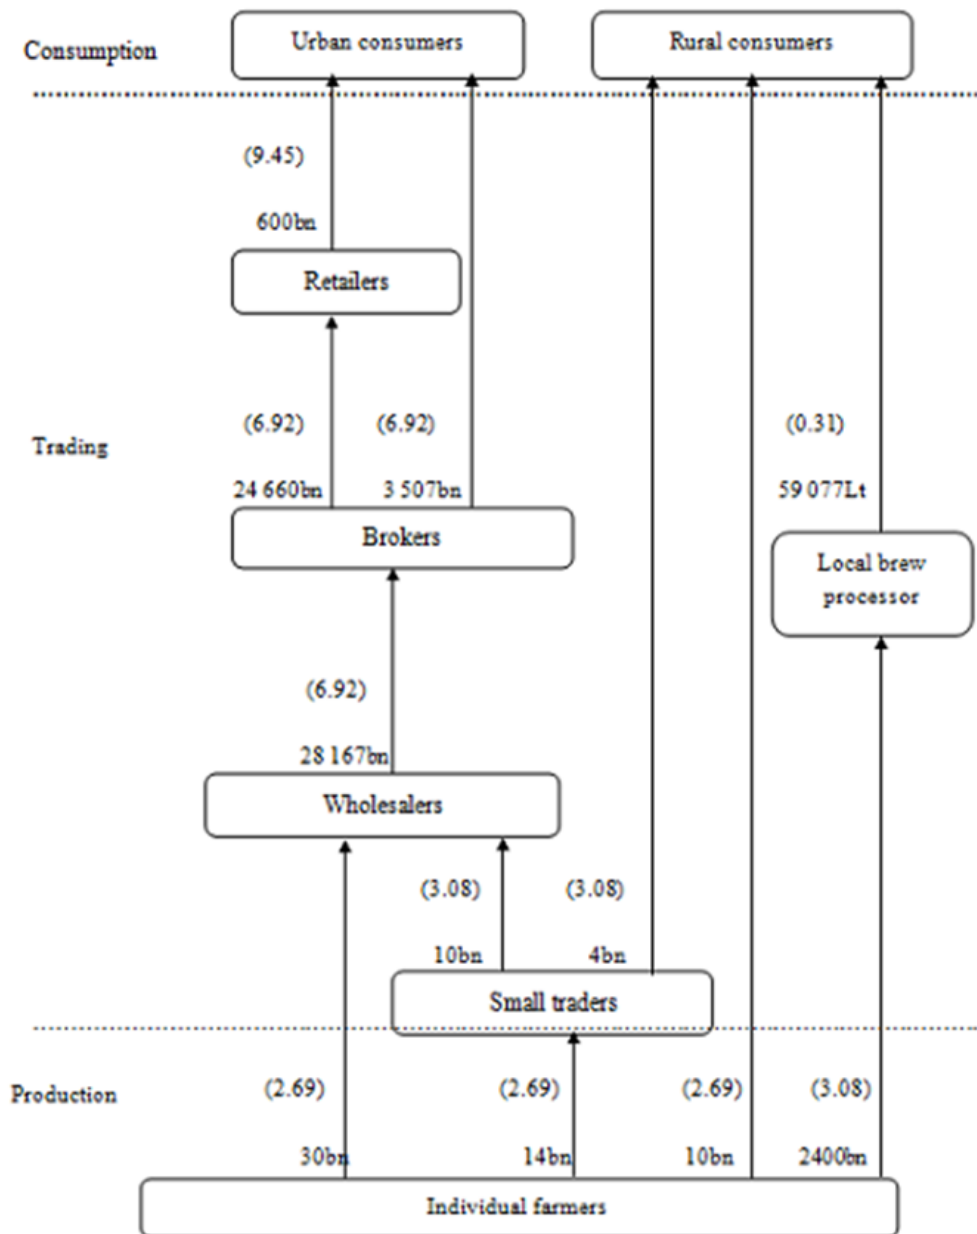 Urban consumers
Rural consumers
Consumption
(9.45)
600bn
Retailers
(6.92)
(6.92)
(0.31)
Trading
24 660bn
3 507bn
59 077Lt
Brokers
Local brew
processor
(6.92)
28 167bn
Wholesalers
(3.08)
(3.08)
10bn
4bn
Small traders
Production
(2.69)
(2.69)
(2.69)
(3.08)
30bn
14bn
10bn
2400bn
Individual farmers